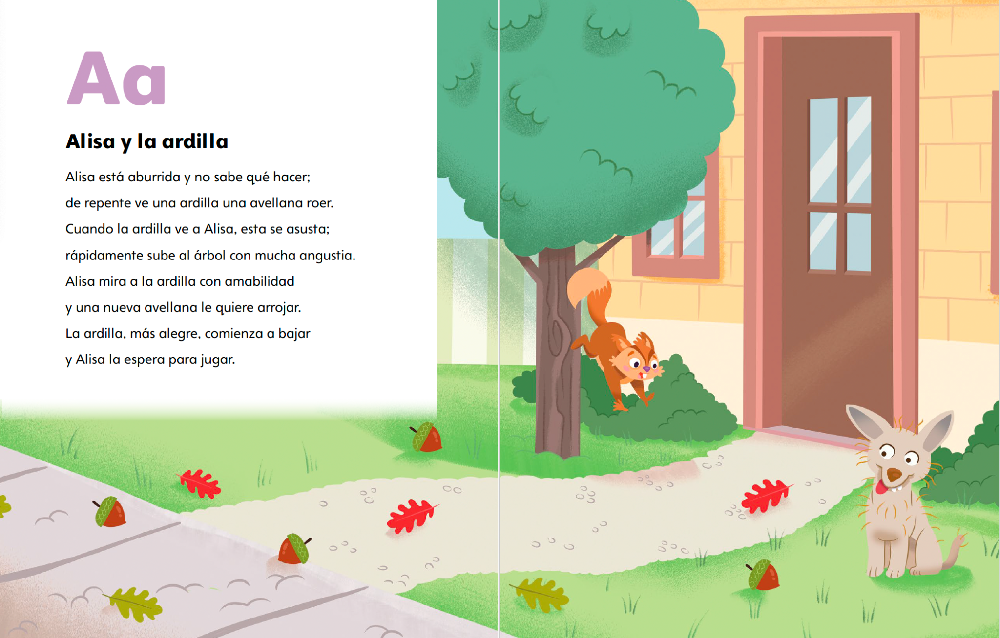 Aa
Alisa y la ardilla
Alisa está aburrida y no sabe qué hacer;
de repente ve una ardilla una avellana roer.
Cuando la ardilla ve a Alisa, esta se asusta;
rápidamente sube al árbol con mucha angustia.
Alisa mira a la ardilla con amabilidad
y una nueva avellana le quiere arrojar.
La ardilla, más alegre, comienza a bajar
y Alisa la espera para jugar.